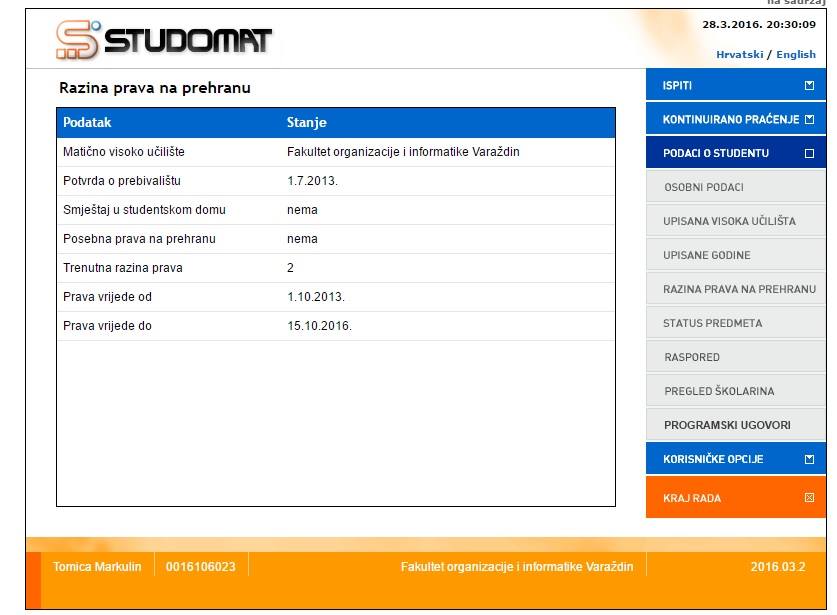 na sadržaj
STUDOMAT
28.3.2016. 20:30:09
Hrvatski / English
Razina prava na prehranu
Podatak Stanje
Matično visoko učilište Fakultet organizacije i informatike Varaždin
Potvrda o prebivalištu 1.7.2013.
Smještaj u studentskom domu nema
Posebna prava na prehranu nema
Trenutna razina prava 2
Prava vrijede od 1.10.2013.
Prava vrijede do 15.10.2016.
ISPITI
KONTINUIRANO PRAĆENJE
PODACI O STUDENTU
OSOBNI PODACI
UPISANA VISOKA UČILIŠTA
UPISANE GODINE
RAZINA PRAVA NA PREHRANU
STATUS PREDMETA
RASPORED
PREGLED ŠKOLARINA
PROGRAMSKI UGOVORI
KORISNIČKE OPCIJE
KRAJ RADA
Tomica Markulin 0016106023 Fakultet organizacije i informatike Varaždin 2016.03.2